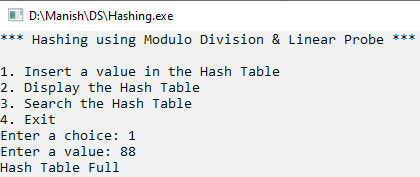 D:\Manish\DS\Hashing.exe
*** Hashing using Modulo Division & Linear Probe ***
1. Insert a value in the Hash Table
2. Display the Hash Table
3. Search the Hash Table
4. Exit
Enter a choice: 1
Enter a value: 88
Hash Table Full